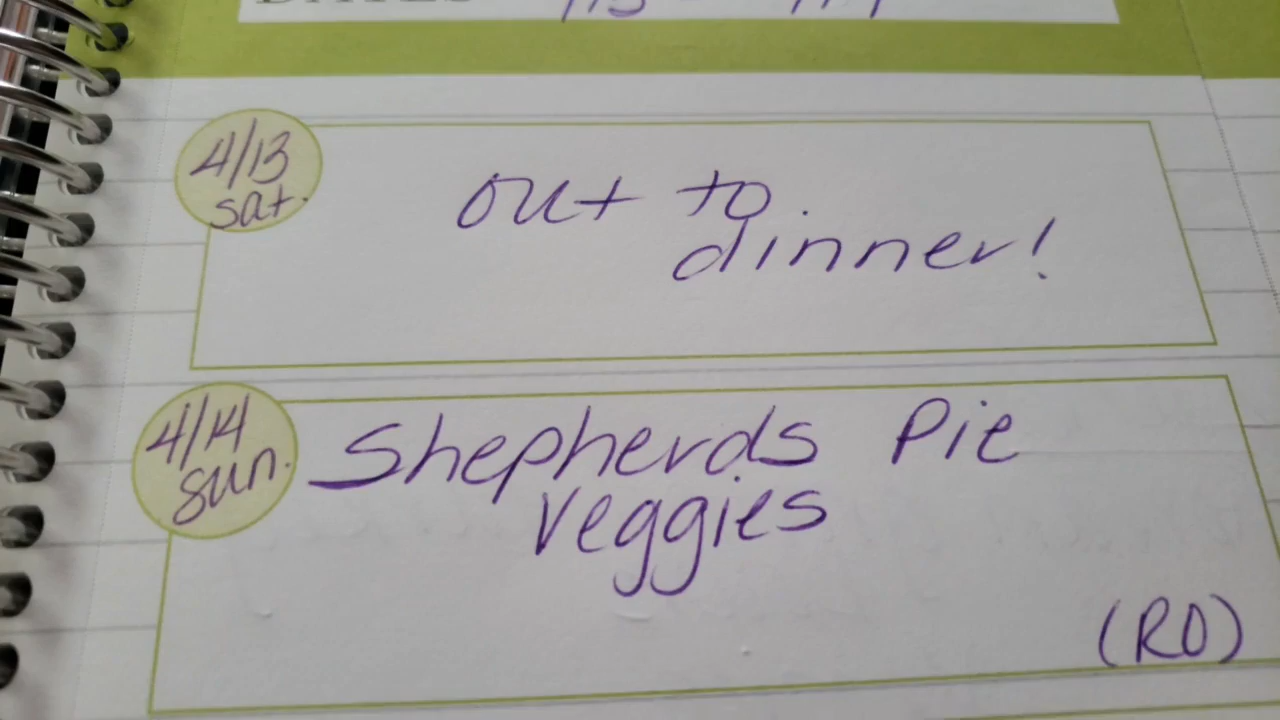 4/13
sat.
out to
dinner!
4/14
sun.
Shepherds Pie
Veggies
(RO)